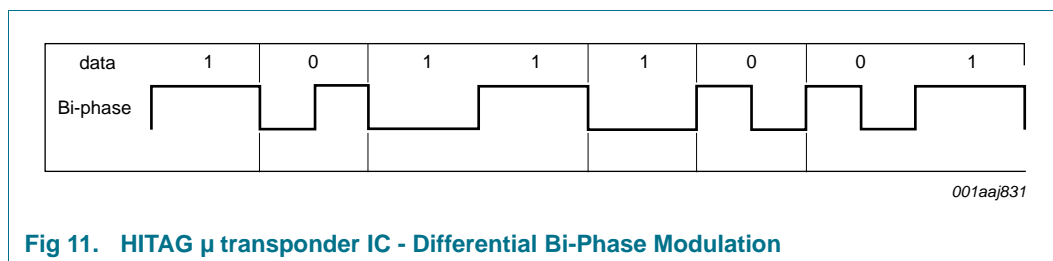 data 1 0 1 1 1 0 0 1
Bi-phase
001aaj831
Fig 11. HITAG µ transponder IC - Differential Bi-Phase Modulation